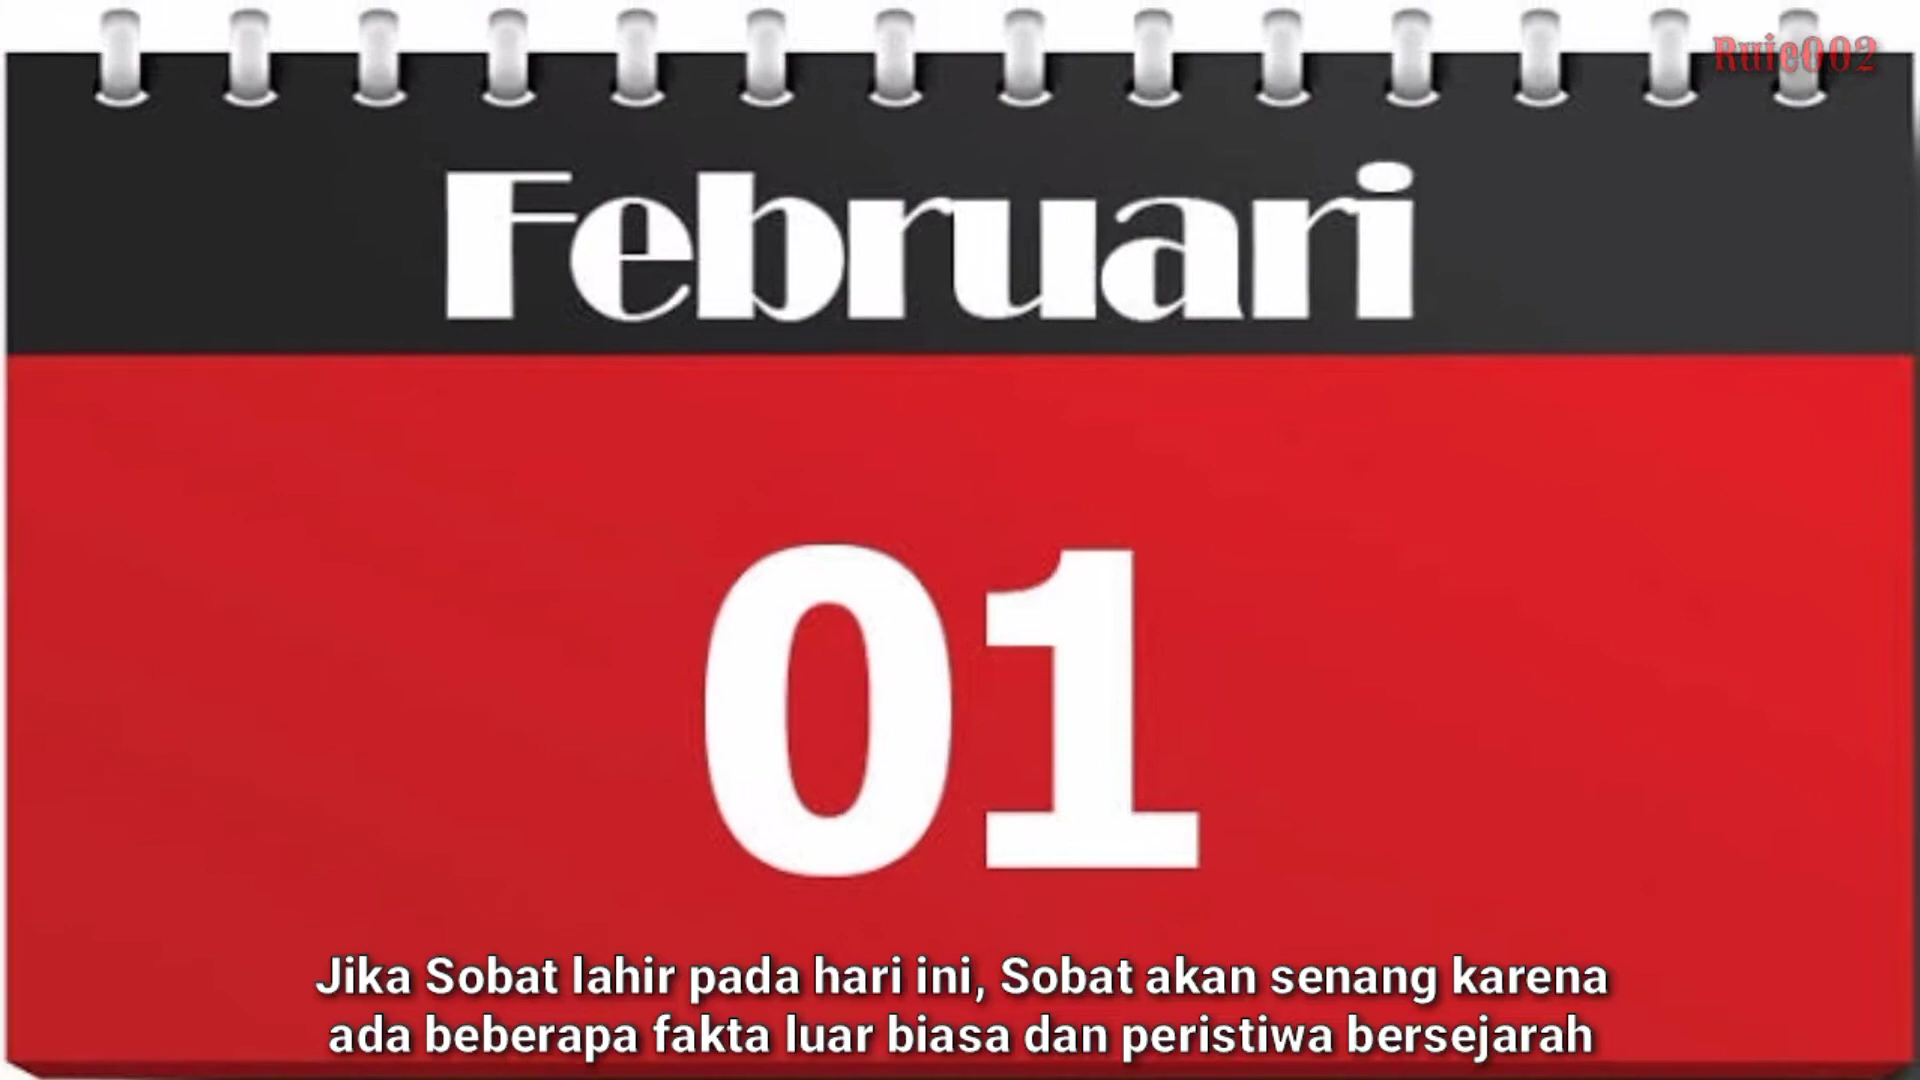 Ruie002
Februari
01
Jika Sobat lahir pada hari ini, Sobat akan senang karena
ada beberapa fakta luar biasa dan peristiwa bersejarah